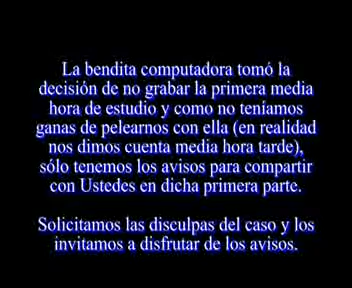 La bendita computadora tomó la
decisión de no grabar la primera media
hora de estudio y como no teníamos
ganas de pelearnos con ella (en realidad
nos dimos cuenta media hora tarde),
sólo tenemos los avisos para compartir
con Ustedes en dicha primera parte.
Solicitamos las disculpas del caso y los
invitamos a disfrutar de los avisos.